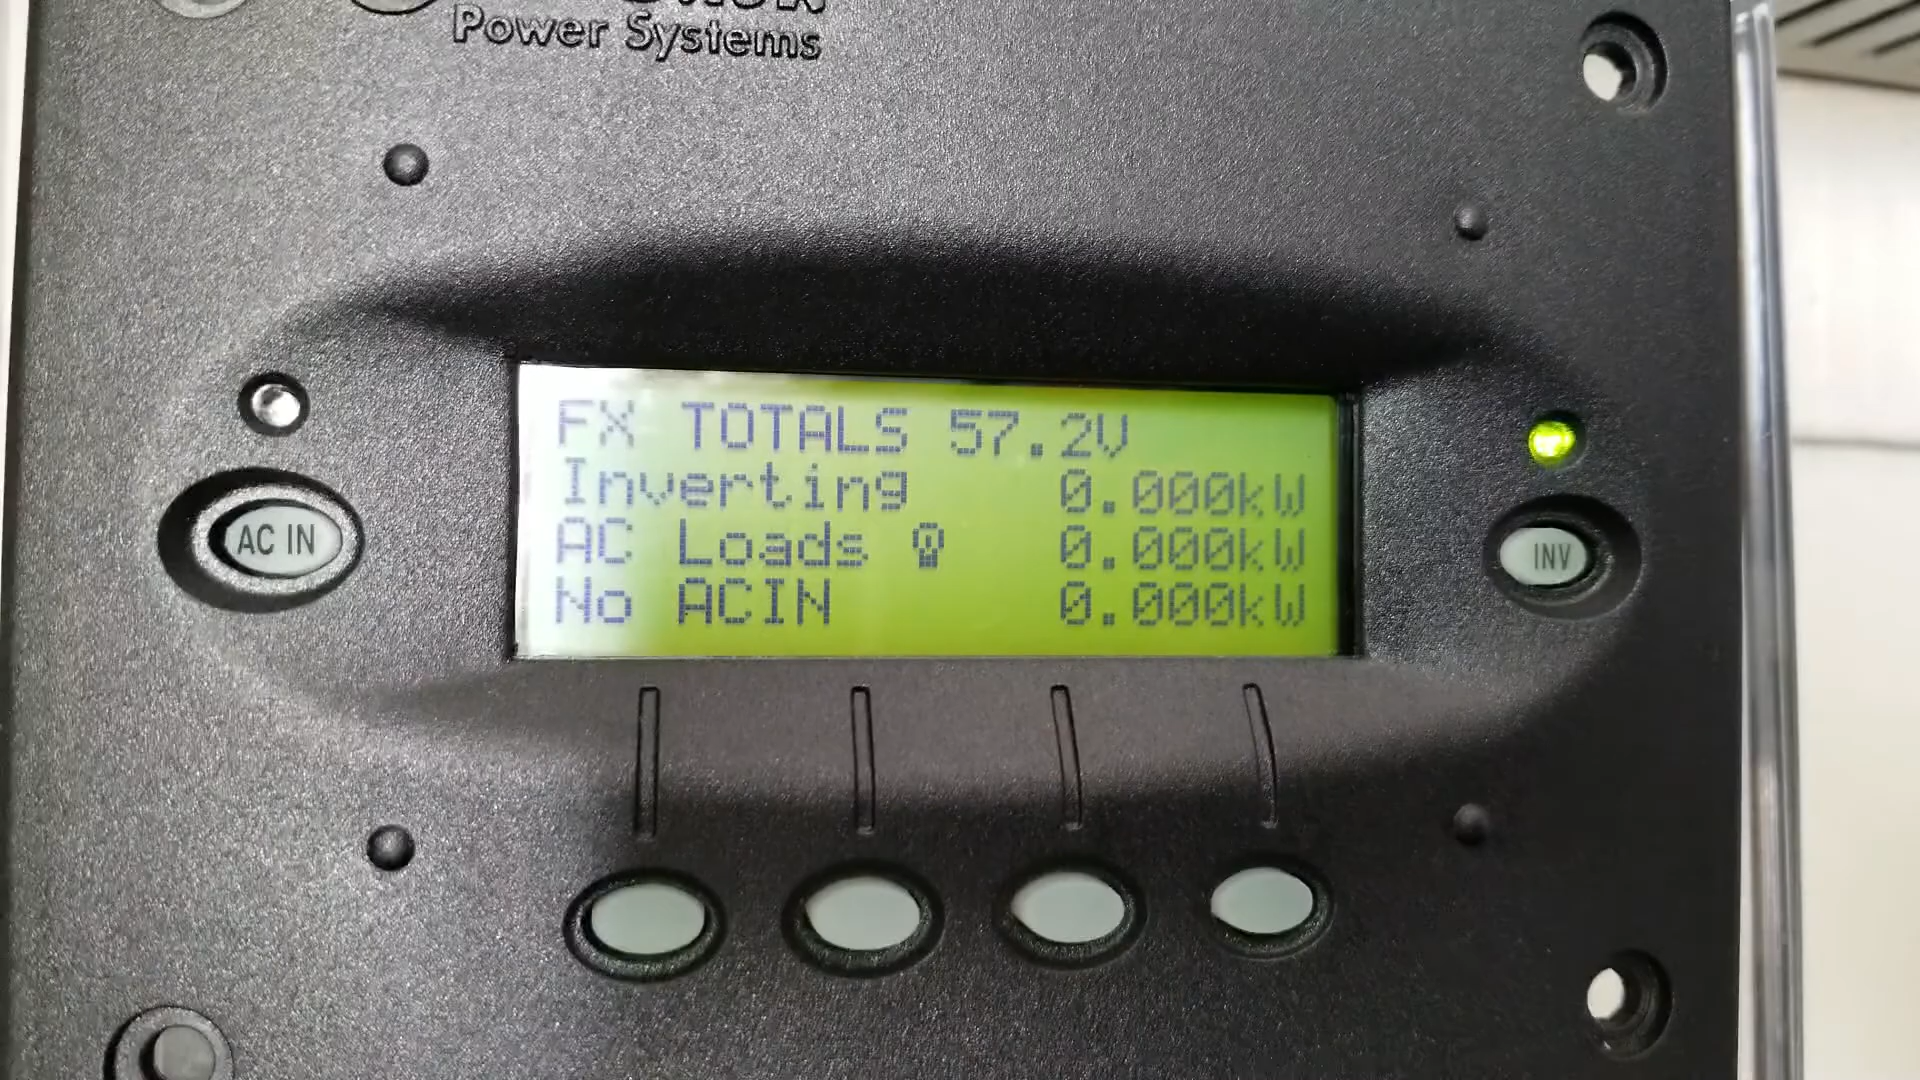 Power Systems
FX TOTALS 57.2V
Inverting 0.000kW
AC Loads 0.000kW
No ACIN 0.000kW
AC IN
INV